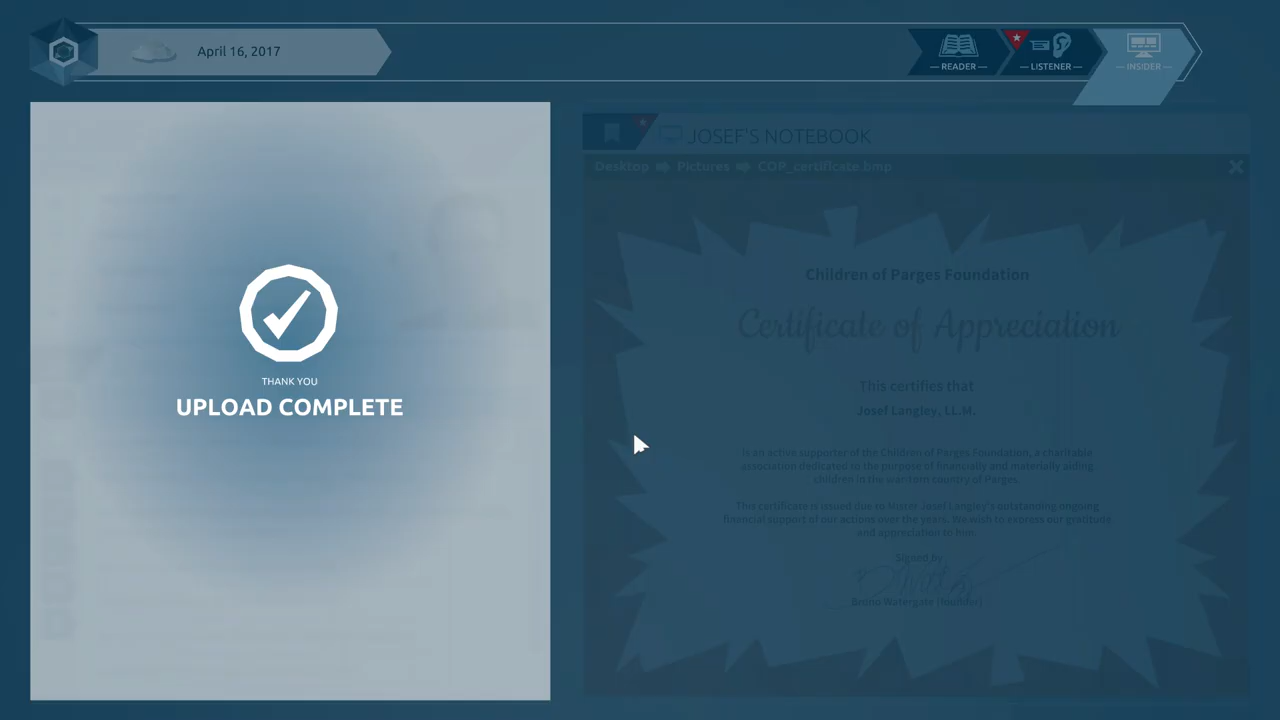 April 16, 2017
— READER —
— LISTENER —
— INSIDER —
THANK YOU
UPLOAD COMPLETE
JOSEF'S NOTEBOOK
Desktop ➡ Pictures ➡ COP_certificate.bmp
Children of Parges Foundation
Certificate of Appreciation
This certifies that
Josef Langley, LL.M.
is an active supporter of the Children of Parges Foundation, a charitable
association dedicated to the purpose of financially and materially aiding
children in the wartorn country of Parges.
This certificate is issued due to Mister Josef Langley's outstanding ongoing
financial support of our actions over the years. We wish to express our gratitude
and appreciation to him.
Signed by
Bruno Watergate (founder)